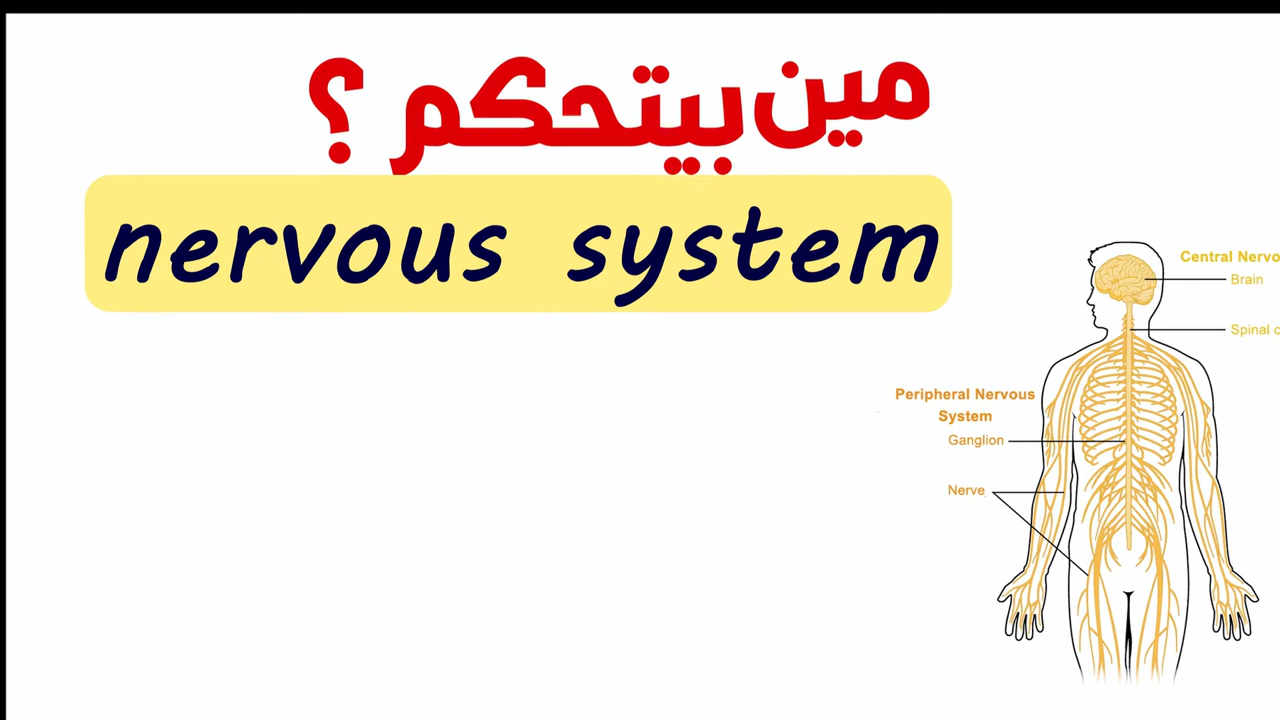 مين بيتحكم ؟
nervous system
Central Nervo
Brain
Spinal c
Peripheral Nervous
System
Ganglion
Nerve